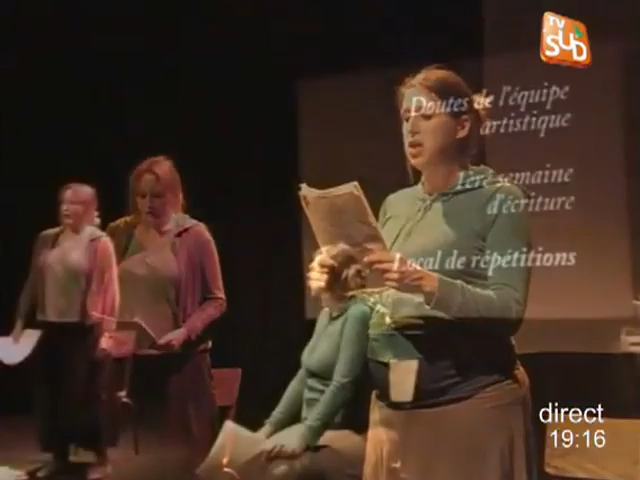 TV
SUD
Doutes de l'équipe
artistique
1ère semaine
d'écriture
Local de répétitions
direct
19:16